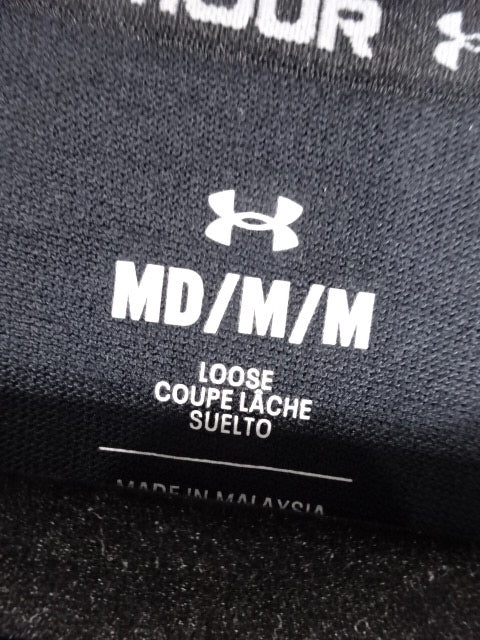 MD/M/M
LOOSE
COUPE LÂCHE
SUELTO
MADE IN MALAYSIA